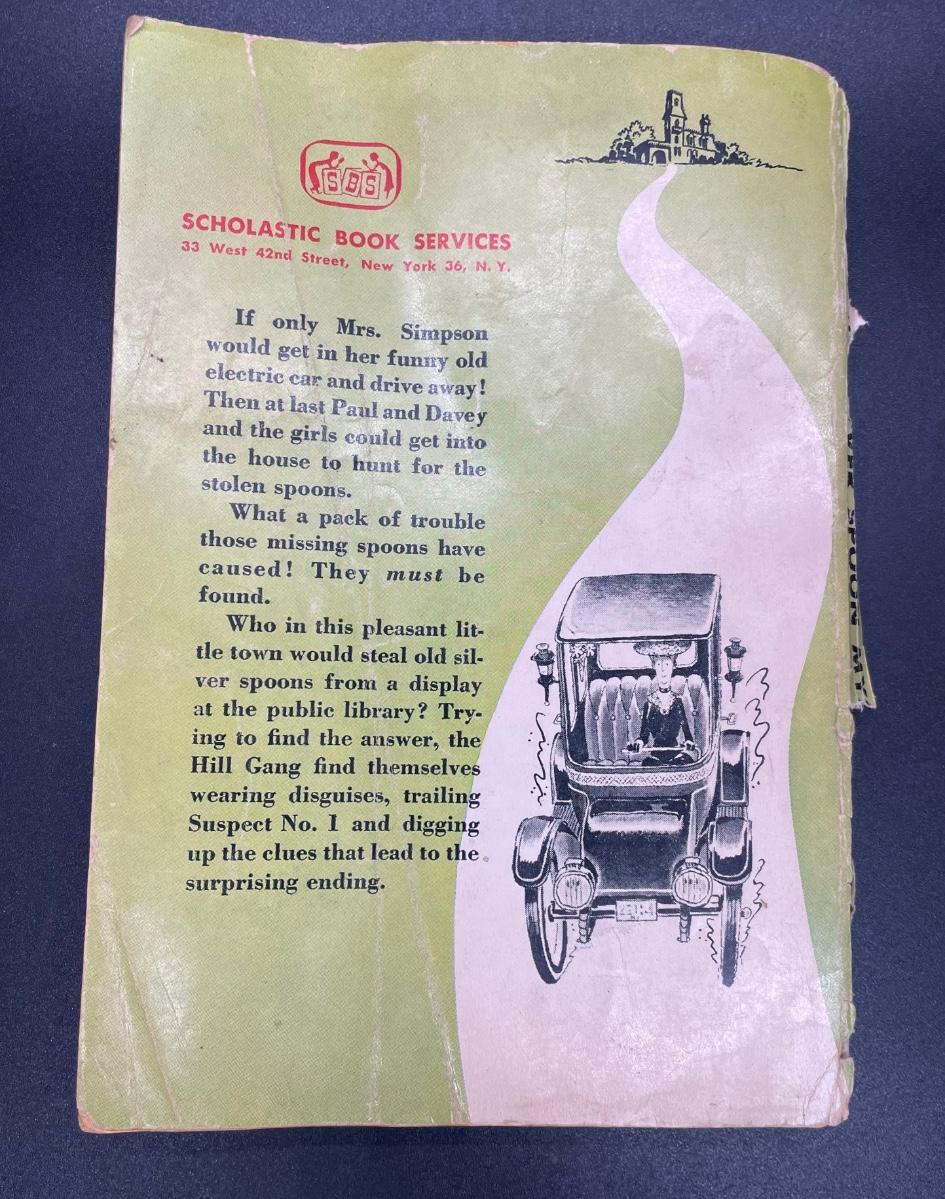 SBS
SCHOLASTIC BOOK SERVICES
33 West 42nd Street, New York 36, N. Y.
If only Mrs. Simpson
would get in her funny old
electric car and drive away!
Then at last Paul and Davey
and the girls could get into
the house to hunt for the
stolen spoons.
What a pack of trouble
those missing spoons have
caused! They must be
found.
Who in this pleasant lit-
tle town would steal old sil-
ver spoons from a display
at the public library? Try-
ing to find the answer, the
Hill Gang find themselves
wearing disguises, trailing
Suspect No. 1 and digging
up the clues that lead to the
surprising ending.
SPOON MY